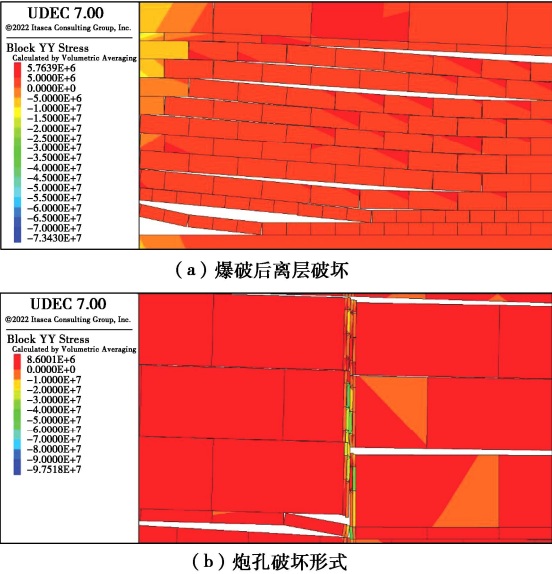 UDEC 7.00
©2022 Itasca Consulting Group, Inc.
Block YY Stress
Calculated by Volumetric Averaging
5.7639E+6
5.0000E+6
0.0000E+0
-5.0000E+6
-1.0000E+7
-1.5000E+7
-2.0000E+7
-2.5000E+7
-3.0000E+7
-3.5000E+7
-4.0000E+7
-4.5000E+7
-5.0000E+7
-5.5000E+7
-6.0000E+7
-6.5000E+7
-7.0000E+7
-7.3430E+7
(a)爆破后离层破坏
UDEC 7.00
©2022 Itasca Consulting Group, Inc.
Block YY Stress
Calculated by Volumetric Averaging
8.6001E+6
0.0000E+0
-1.0000E+7
-2.0000E+7
-3.0000E+7
-4.0000E+7
-5.0000E+7
-6.0000E+7
-7.0000E+7
-8.0000E+7
-9.0000E+7
-9.7518E+7
(b)炮孔破坏形式